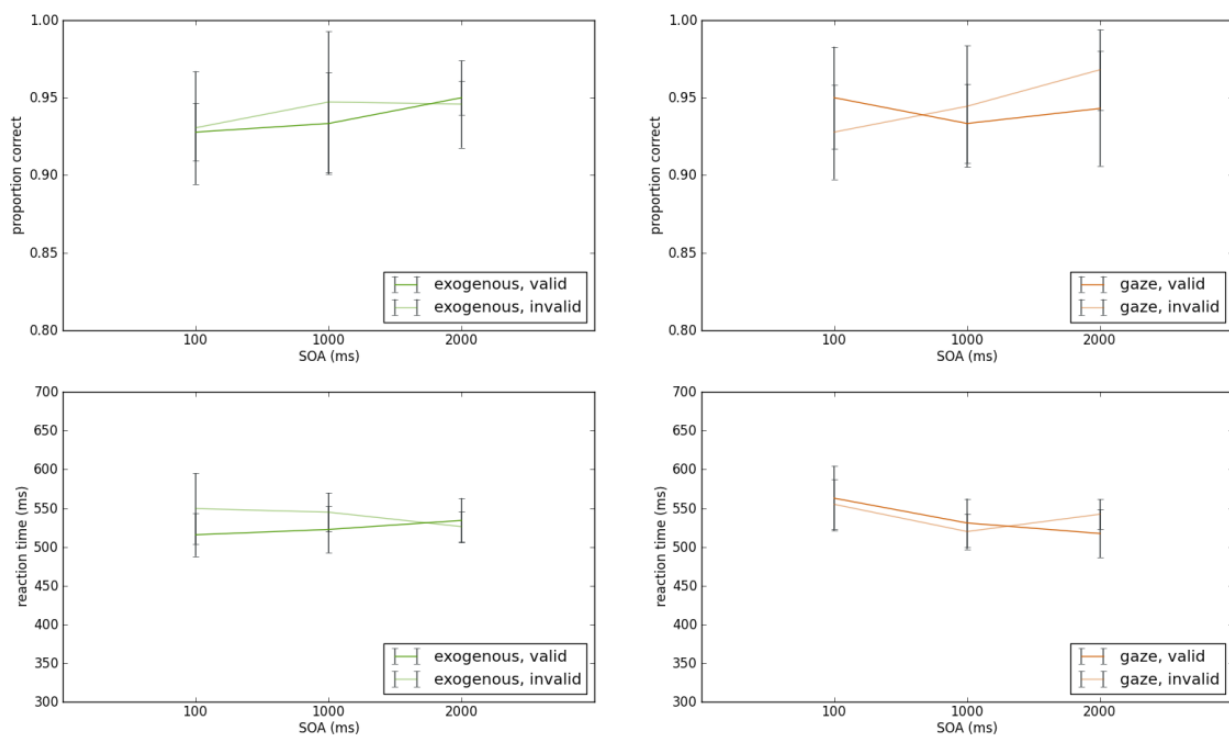 1.00
0.95
0.90
0.85
0.80
proportion correct
100 1000 2000
SOA (ms)
exogenous, valid
exogenous, invalid
1.00
0.95
0.90
0.85
0.80
proportion correct
100 1000 2000
SOA (ms)
gaze, valid
gaze, invalid
700
650
600
550
500
450
400
350
300
reaction time (ms)
100 1000 2000
SOA (ms)
exogenous, valid
exogenous, invalid
700
650
600
550
500
450
400
350
300
reaction time (ms)
100 1000 2000
SOA (ms)
gaze, valid
gaze, invalid